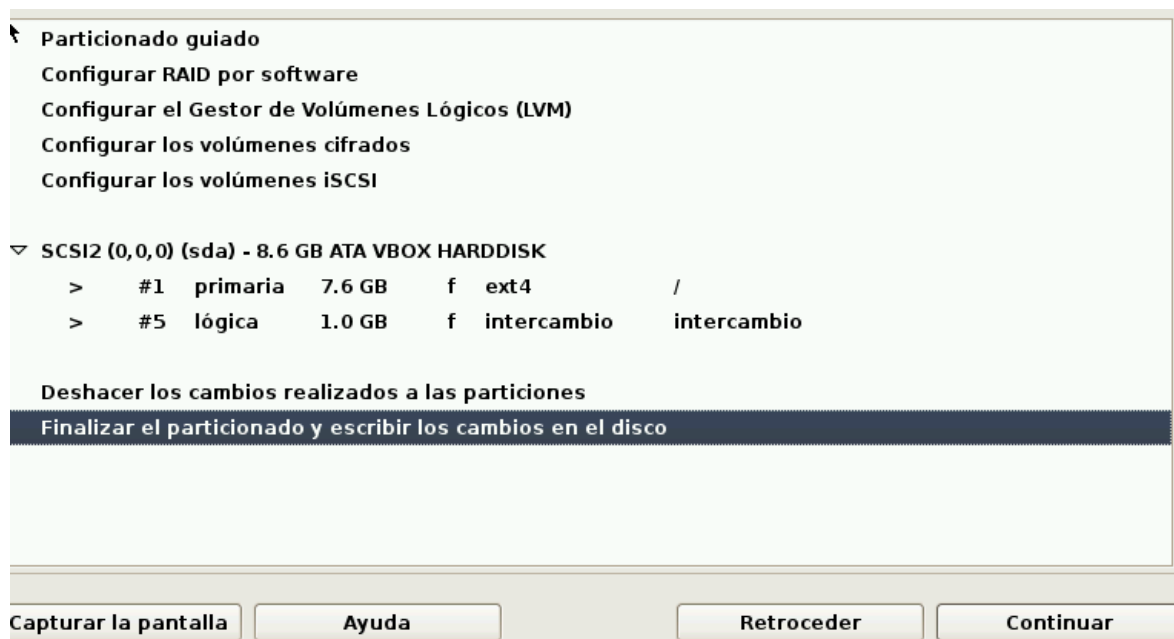 Particionado guiado
Configurar RAID por software
Configurar el Gestor de Volúmenes Lógicos (LVM)
Configurar los volúmenes cifrados
Configurar los volúmenes iSCSI
SCSI2 (0,0,0) (sda) - 8.6 GB ATA VBOX HARDDISK
> #1 primaria 7.6 GB f ext4 /
> #5 lógica 1.0 GB f intercambio intercambio
Deshacer los cambios realizados a las particiones
Finalizar el particionado y escribir los cambios en el disco
Capturar la pantalla Ayuda Retroceder Continuar